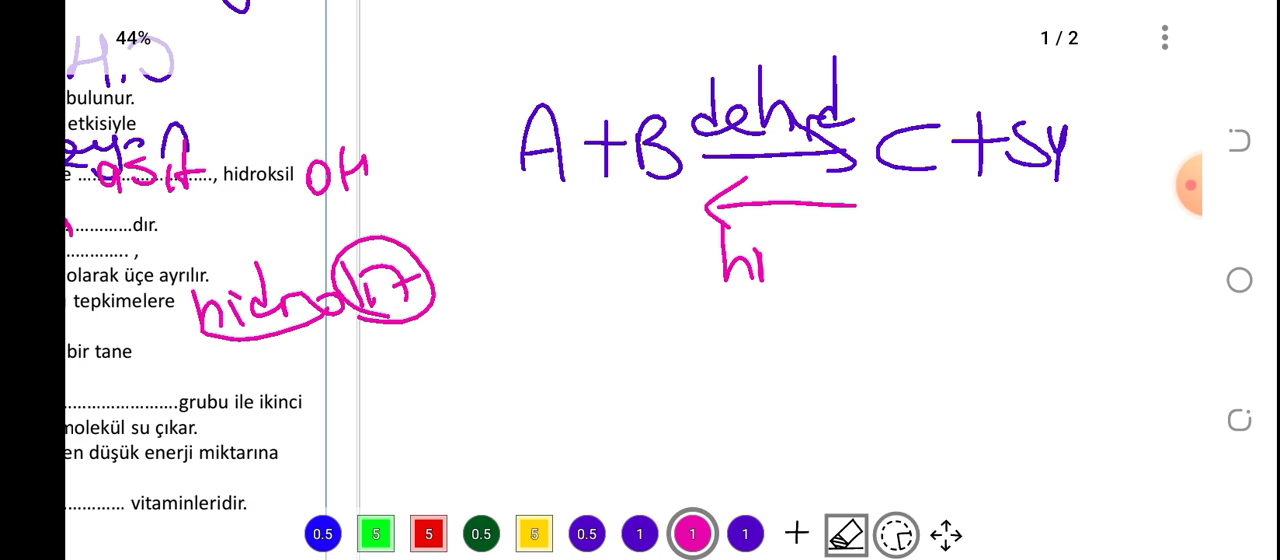 44%
1 / 2
bulunur.
etkisiyle
A + B dehid C + Sy
asit ......, hidroksil OH
............dır.
.............. ,
olarak üçe ayrılır.
tepkimelere
hi
hidroliz
bir tane
........................grubu ile ikinci
molekül su çıkar.
en düşük enerji miktarına
............. vitaminleridir.
0.5 5 5 0.5 5 0.5 1 1 1